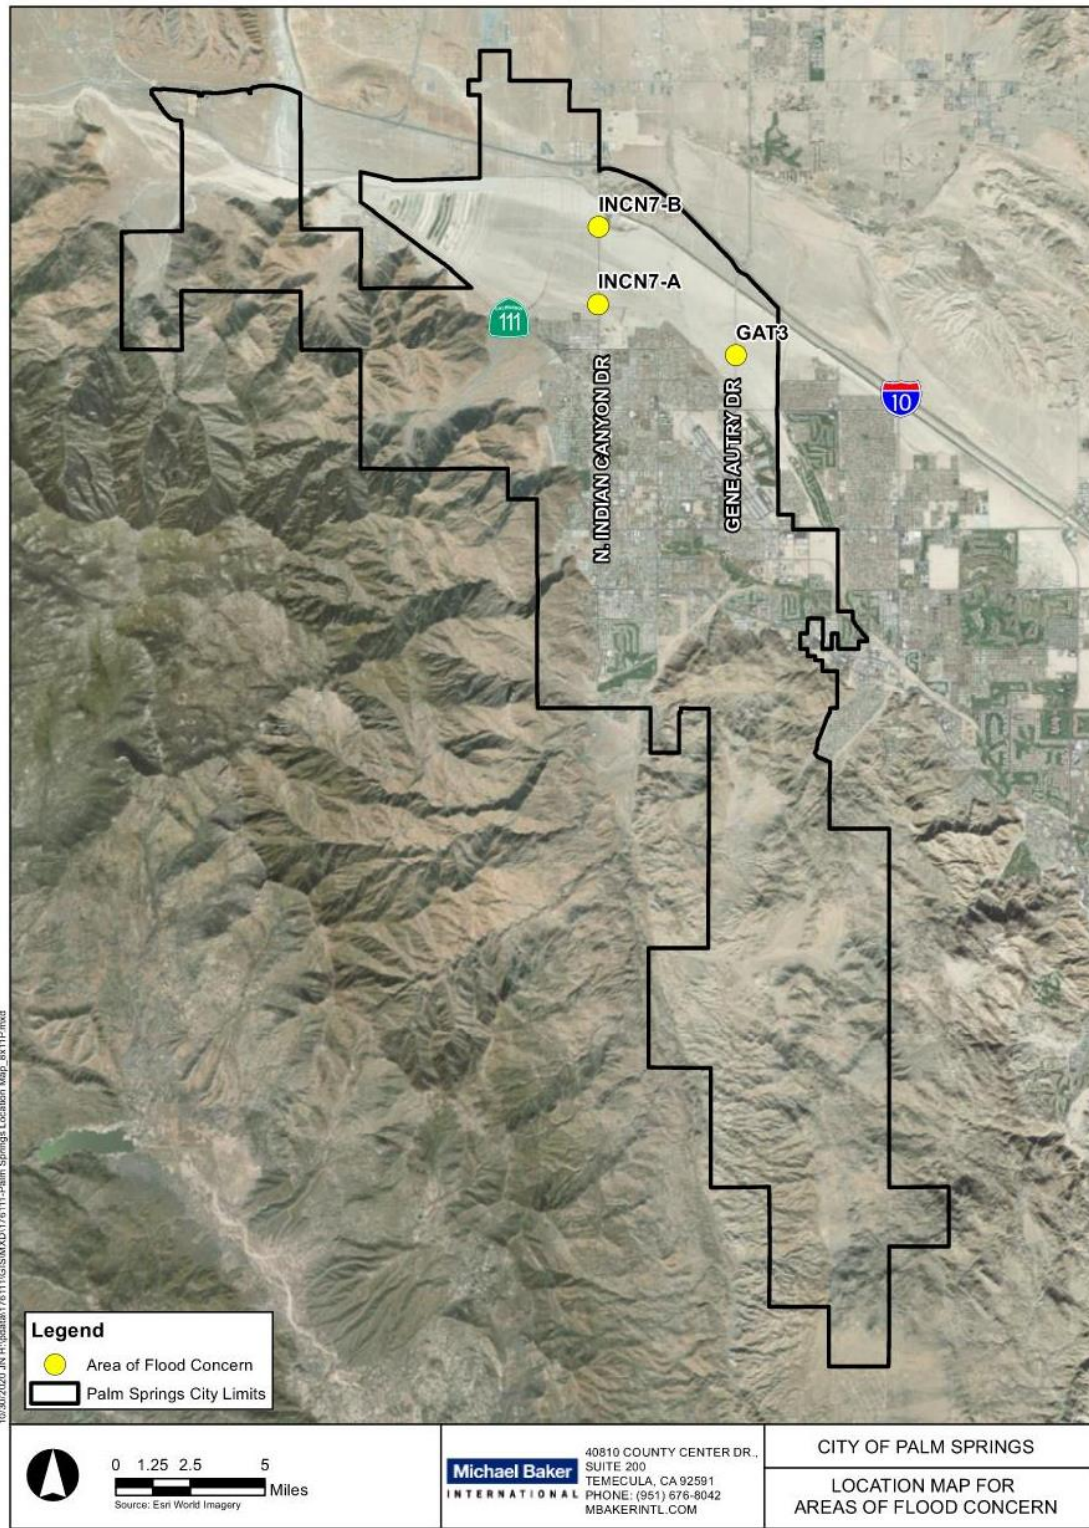 INCN7-B
INCN7-A
CALIFORNIA
111
GAT3
10
N. INDIAN CANYON DR
GENE AUTRY DR
Legend
Area of Flood Concern
Palm Springs City Limits
0 1.25 2.5 5
Miles
Source: Esri World Imagery
Michael Baker
INTERNATIONAL
40810 COUNTY CENTER DR.,
SUITE 200
TEMECULA, CA 92591
PHONE: (951) 676-8042
MBAKERINTL.COM
CITY OF PALM SPRINGS
LOCATION MAP FOR
AREAS OF FLOOD CONCERN